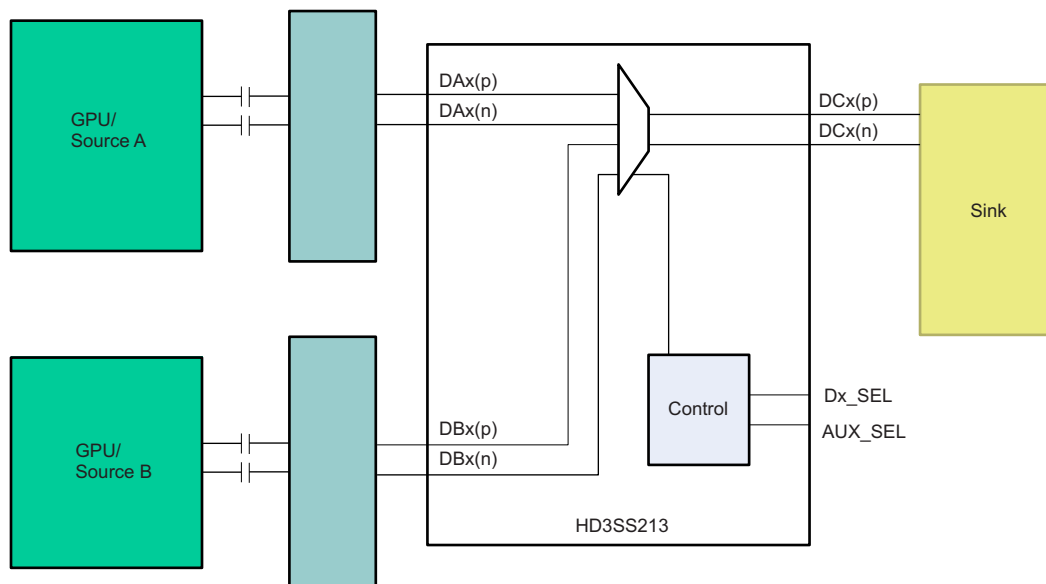 GPU/
Source A
DAx(p)
DAx(n)
DCx(p)
DCx(n)
Sink
GPU/
Source B
DBx(p)
DBx(n)
Control
Dx_SEL
AUX_SEL
HD3SS213